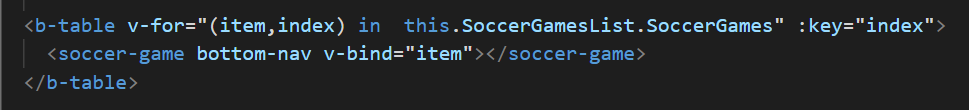 <b-table v-for="(item,index) in  this.SoccerGamesList.SoccerGames" :key="index">
<soccer-game bottom-nav v-bind="item"></soccer-game>
</b-table>